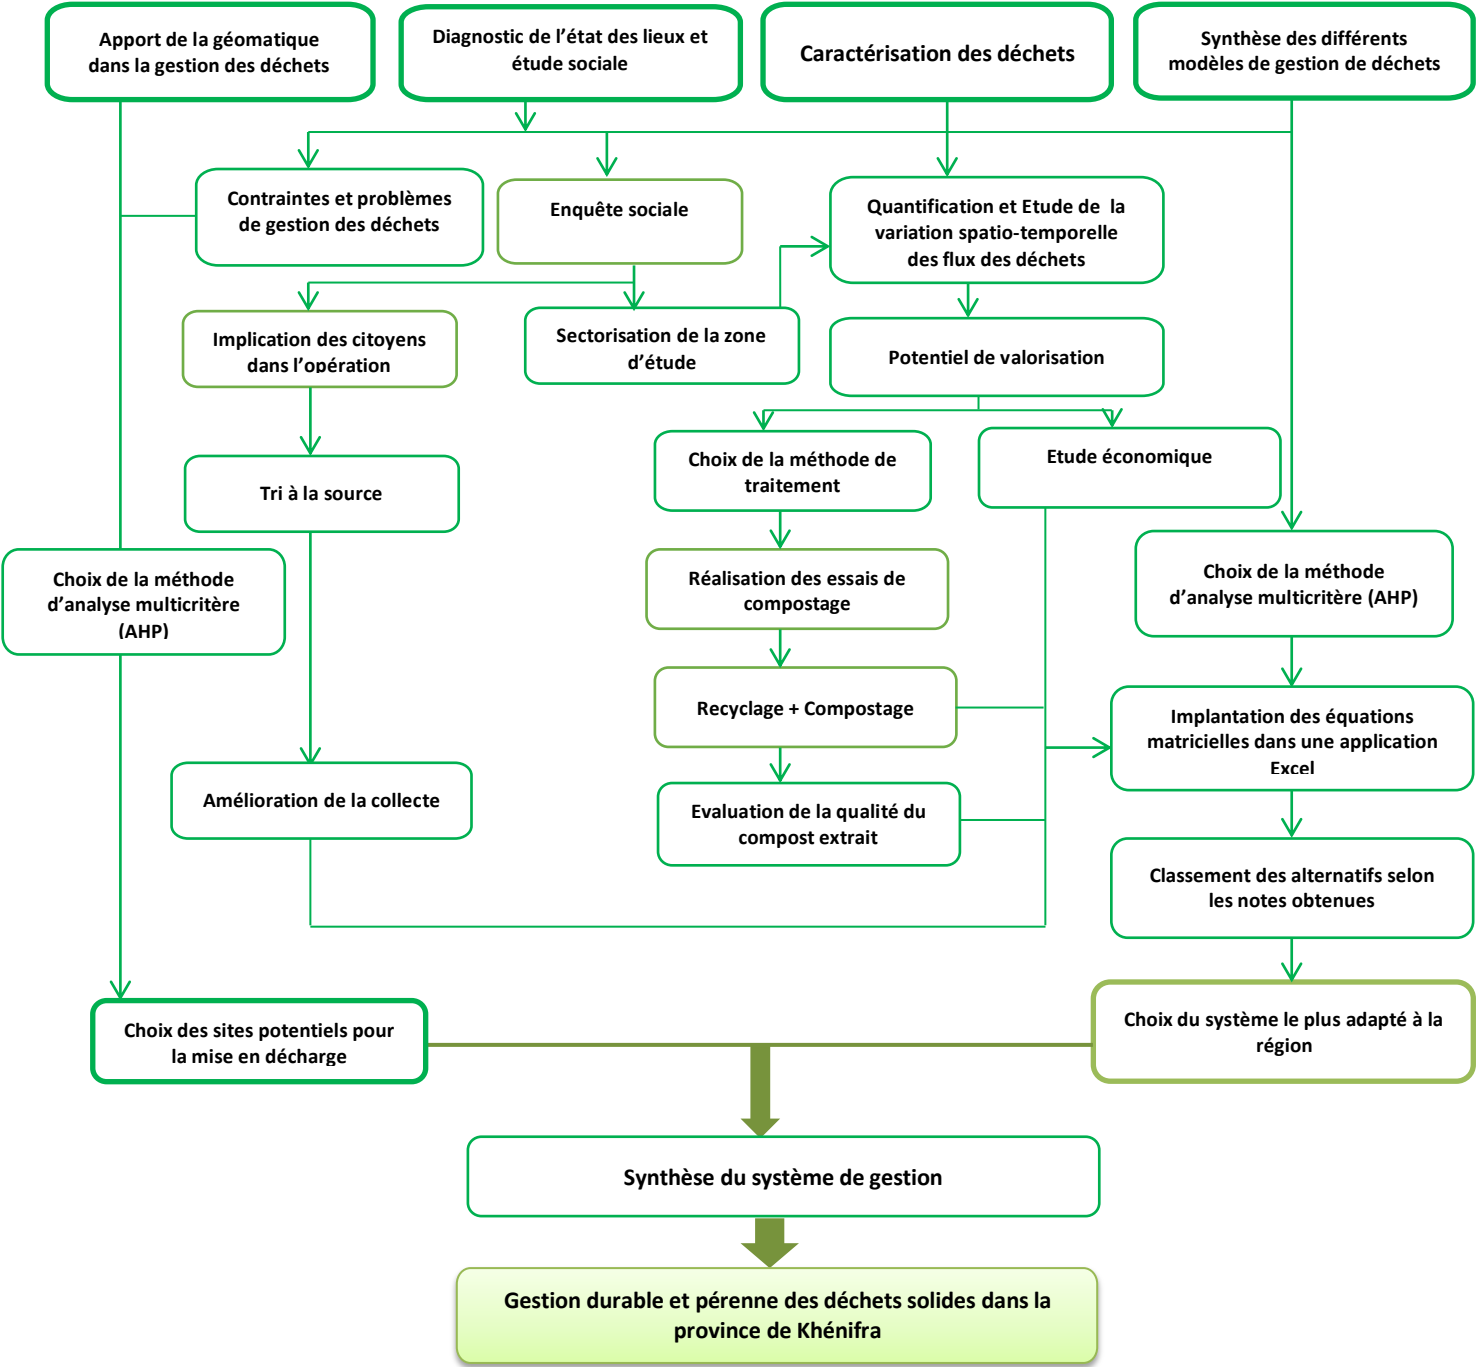 Apport de la géomatique
dans la gestion des déchets
Diagnostic de l’état des lieux et
étude sociale
Caractérisation des déchets
Synthèse des différents
modèles de gestion de déchets
Contraintes et problèmes
de gestion des déchets
Enquête sociale
Quantification et Etude de la
variation spatio-temporelle
des flux des déchets
Implication des citoyens
dans l’opération
Sectorisation de la zone
d’étude
Potentiel de valorisation
Choix de la méthode de
traitement
Etude économique
Tri à la source
Choix de la méthode
d’analyse multicritère
(AHP)
Réalisation des essais de
compostage
Choix de la méthode
d’analyse multicritère (AHP)
Recyclage + Compostage
Implantation des équations
matricielles dans une application
Excel
Amélioration de la collecte
Evaluation de la qualité du
compost extrait
Classement des alternatifs selon
les notes obtenues
Choix des sites potentiels pour
la mise en décharge
Choix du système le plus adapté à la
région
Synthèse du système de gestion
Gestion durable et pérenne des déchets solides dans la
province de Khénifra